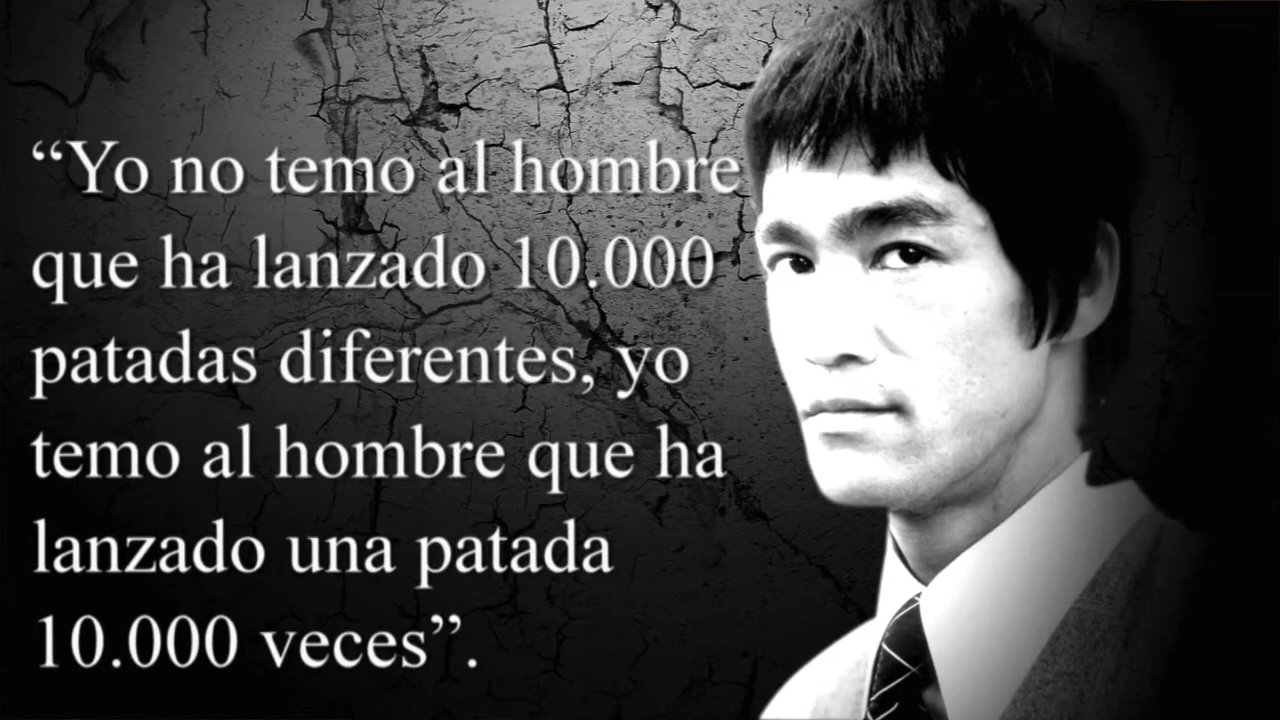 “Yo no temo al hombre
que ha lanzado 10.000
patadas diferentes, yo
temo al hombre que ha
lanzado una patada
10.000 veces”.